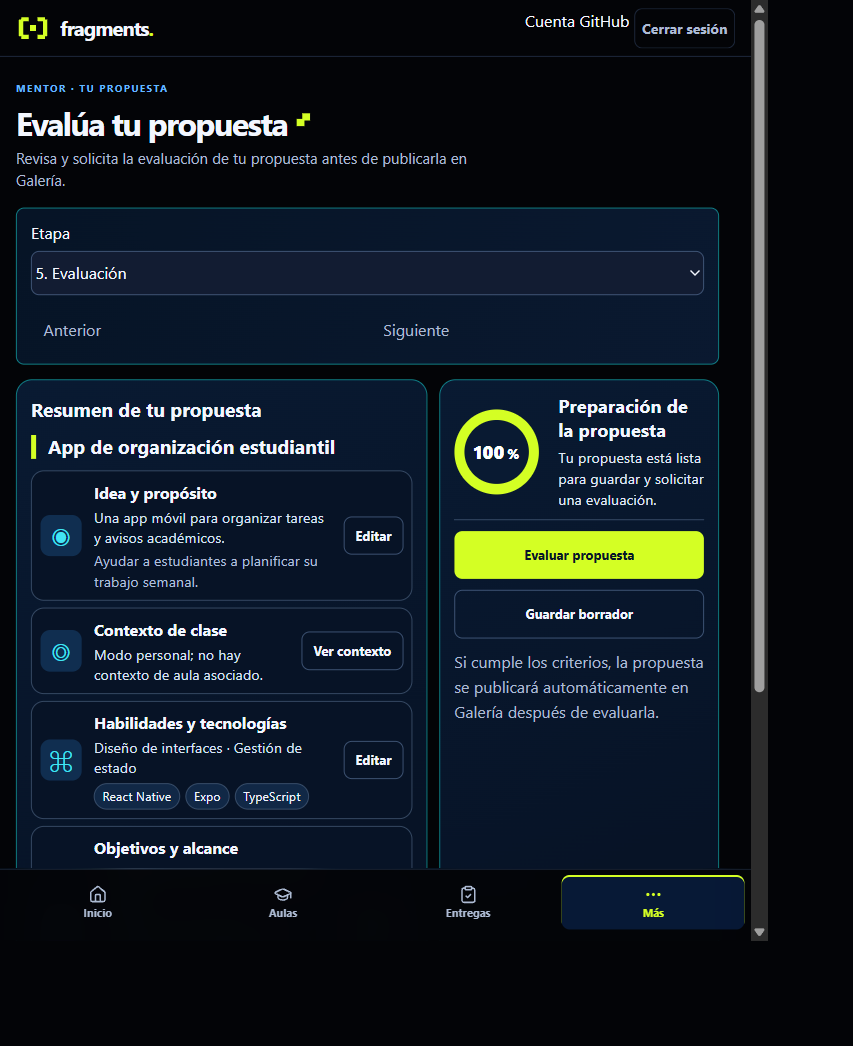 fragments.
Cuenta GitHub
Cerrar sesión
MENTOR · TU PROPUESTA
Evalúa tu propuesta
Revisa y solicita la evaluación de tu propuesta antes de publicarla en
Galería.
Etapa
5. Evaluación
Anterior
Siguiente
Resumen de tu propuesta
App de organización estudiantil
Idea y propósito
Una app móvil para organizar tareas
y avisos académicos.
Ayudar a estudiantes a planificar su
trabajo semanal.
Editar
Contexto de clase
Modo personal; no hay
contexto de aula asociado.
Ver contexto
Habilidades y tecnologías
Diseño de interfaces · Gestión de
estado
React Native
Expo
TypeScript
Editar
Objetivos y alcance
100 %
Preparación de
la propuesta
Tu propuesta está lista
para guardar y solicitar
una evaluación.
Evaluar propuesta
Guardar borrador
Si cumple los criterios, la propuesta
se publicará automáticamente en
Galería después de evaluarla.
Inicio
Aulas
Entregas
Más